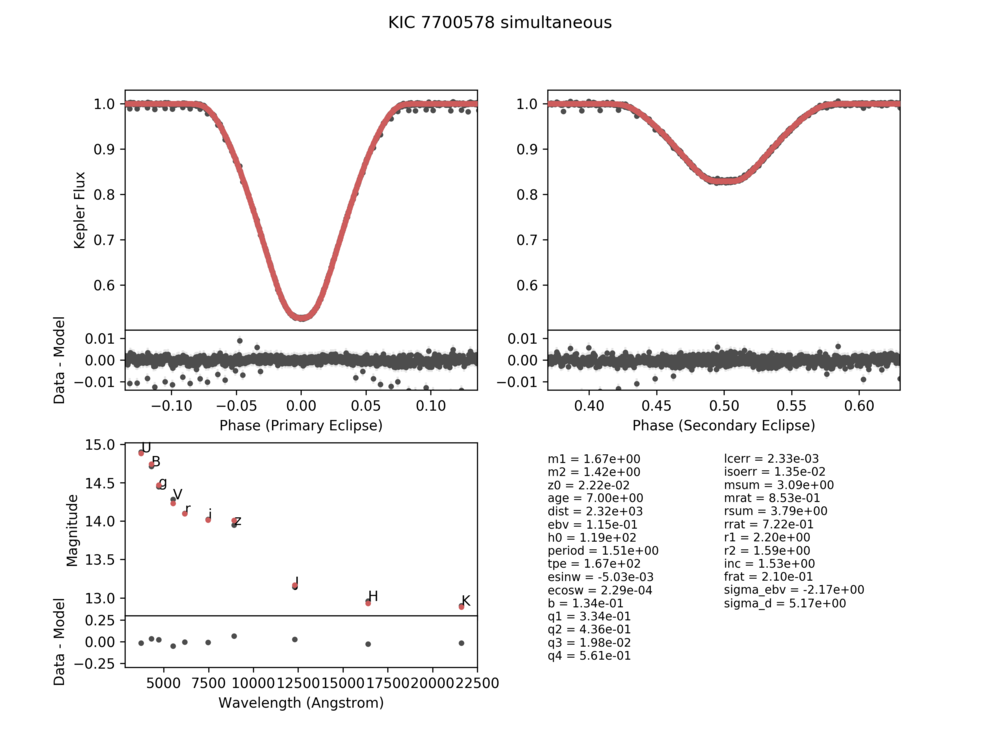 KIC 7700578 simultaneous
1.0
0.9
0.8
0.7
0.6
Kepler Flux
1.0
0.9
0.8
0.7
0.6
0.01
0.00
−0.01
Data - Model
0.01
0.00
−0.01
−0.10 −0.05 0.00 0.05 0.10
Phase (Primary Eclipse)
0.40 0.45 0.50 0.55 0.60
Phase (Secondary Eclipse)
15.0
14.5
14.0
13.5
13.0
Magnitude
U
B
g
V
r
i
z
J
H
K
0.25
0.00
−0.25
Data - Model
5000 7500 10000 12500 15000 17500 20000 22500
Wavelength (Angstrom)
m1 = 1.67e+00
m2 = 1.42e+00
z0 = 2.22e-02
age = 7.00e+00
dist = 2.32e+03
ebv = 1.15e-01
h0 = 1.19e+02
period = 1.51e+00
tpe = 1.67e+02
esinw = -5.03e-03
ecosw = 2.29e-04
b = 1.34e-01
q1 = 3.34e-01
q2 = 4.36e-01
q3 = 1.98e-02
q4 = 5.61e-01
lcerr = 2.33e-03
isoerr = 1.35e-02
msum = 3.09e+00
mrat = 8.53e-01
rsum = 3.79e+00
rrat = 7.22e-01
r1 = 2.20e+00
r2 = 1.59e+00
inc = 1.53e+00
frat = 2.10e-01
sigma_ebv = -2.17e+00
sigma_d = 5.17e+00